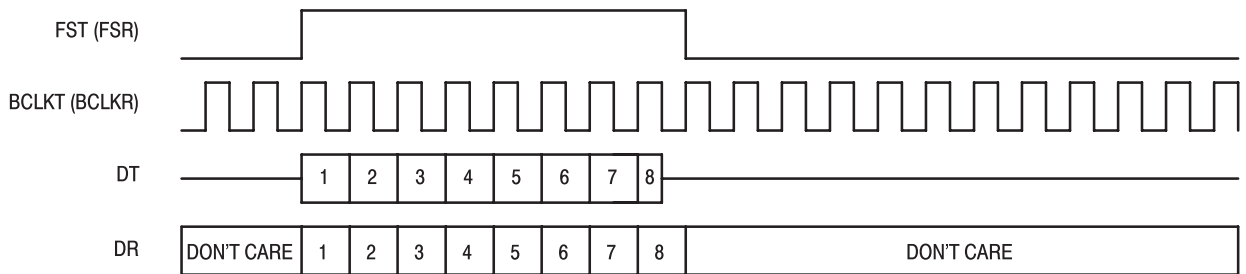 FST (FSR)
BCLKT (BCLKR)
DT 1 2 3 4 5 6 7 8
DR DON'T CARE 1 2 3 4 5 6 7 8 DON'T CARE